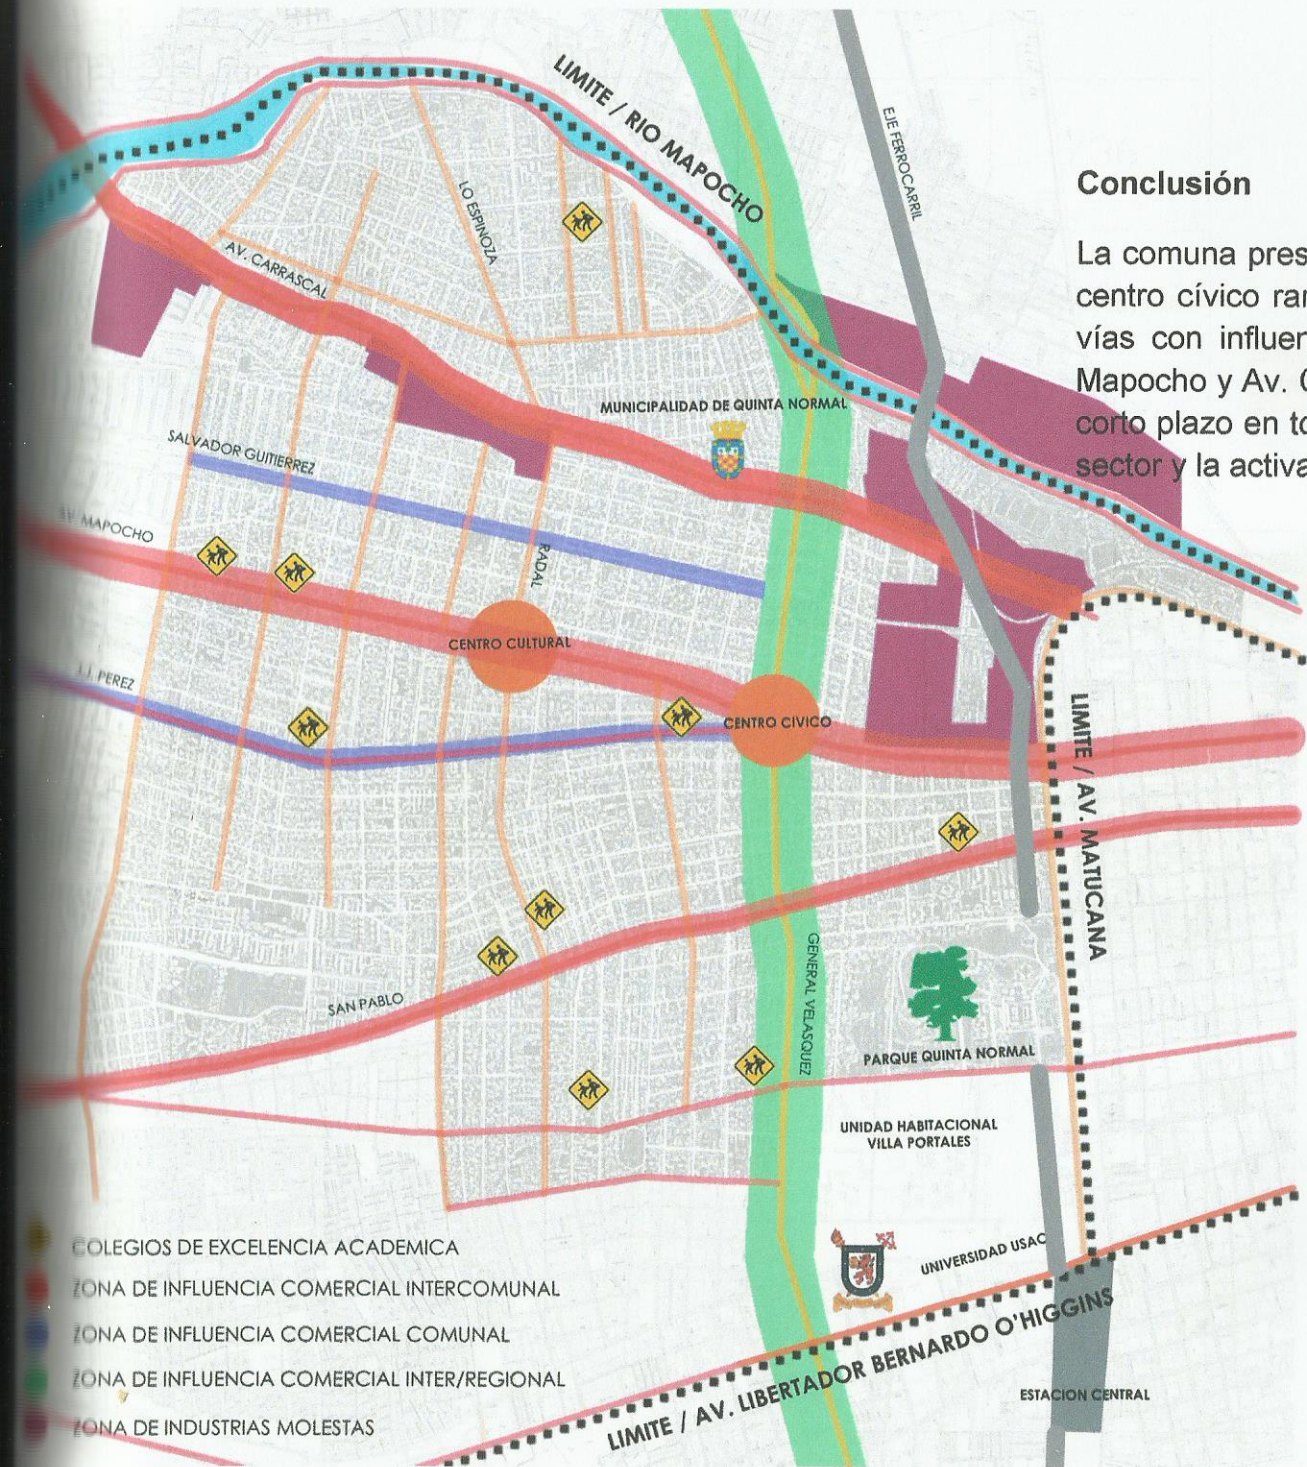 LIMITE / RIO MAPOCHO
EJE FERROCARRIL
Conclusión
La comuna pres
centro cívico
vías con influen
Mapocho y Av.
corto plazo en
sector y la activa
LO ESPINOZA
AV. CARRASCAL
MUNICIPALIDAD DE QUINTA NORMAL
SALVADOR GUITIERREZ
AV. MAPOCHO
RADAL
CENTRO CULTURAL
J.J. PEREZ
CENTRO CIVICO
LIMITE / AV. MATUCANA
SAN PABLO
GENERAL VELASQUEZ
PARQUE QUINTA NORMAL
UNIDAD HABITACIONAL
VILLA PORTALES
UNIVERSIDAD USAC
LIMITE / AV. LIBERTADOR BERNARDO O'HIGGINS
ESTACION CENTRAL
COLEGIOS DE EXCELENCIA ACADEMICA
ZONA DE INFLUENCIA COMERCIAL INTERCOMUNAL
ZONA DE INFLUENCIA COMERCIAL COMUNAL
ZONA DE INFLUENCIA COMERCIAL INTER/REGIONAL
ZONA DE INDUSTRIAS MOLESTAS